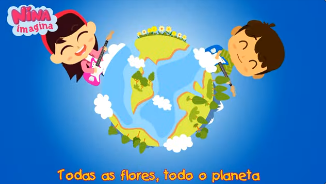 Nina
imagina
Todas as flores, todo o planeta